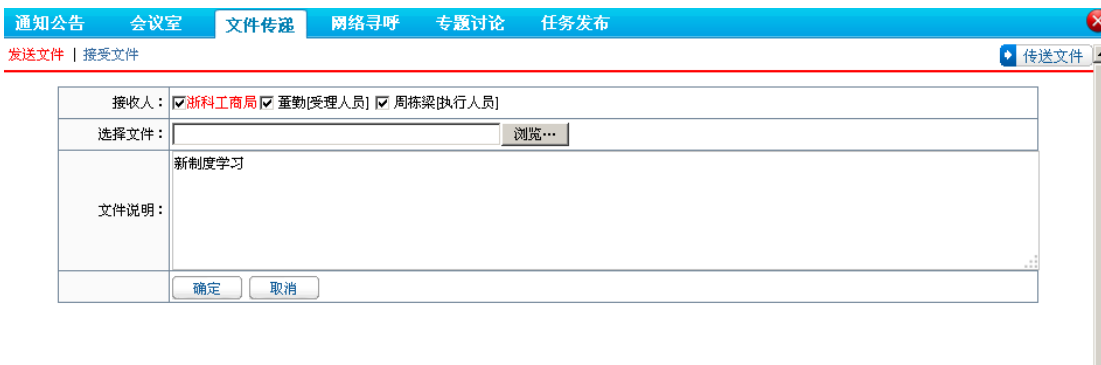 通知公告 会议室 文件传递 网络寻呼 专题讨论 任务发布
发送文件 | 接受文件 传送文件
接收人： 浙科工商局 董勤[受理人员] 周栋梁[执行人员]
选择文件： 浏览…
新制度学习
文件说明：
确定 取消